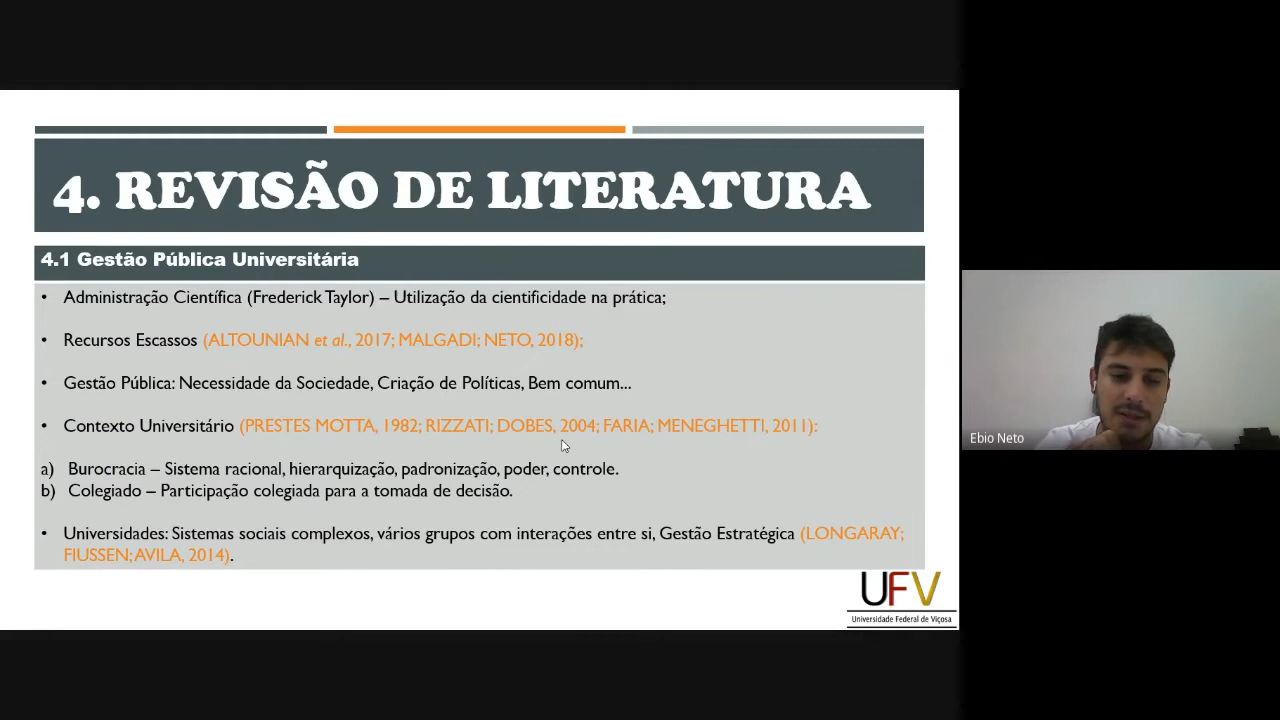 4. REVISÃO DE LITERATURA
4.1 Gestão Pública Universitária
• Administração Científica (Frederick Taylor) – Utilização da cientificidade na prática;
• Recursos Escassos (ALTOUNIAN et al., 2017; MALGADI; NETO, 2018);
• Gestão Pública: Necessidade da Sociedade, Criação de Políticas, Bem comum...
• Contexto Universitário (PRESTES MOTTA, 1982; RIZZATI; DOBES, 2004; FARIA; MENEGHETTI, 2011):
a) Burocracia – Sistema racional, hierarquização, padronização, poder, controle.
b) Colegiado – Participação colegiada para a tomada de decisão.
• Universidades: Sistemas sociais complexos, vários grupos com interações entre si, Gestão Estratégica (LONGARAY;
FIUSSEN; AVILA, 2014).
UFV
Universidade Federal de Viçosa
Ebio Neto